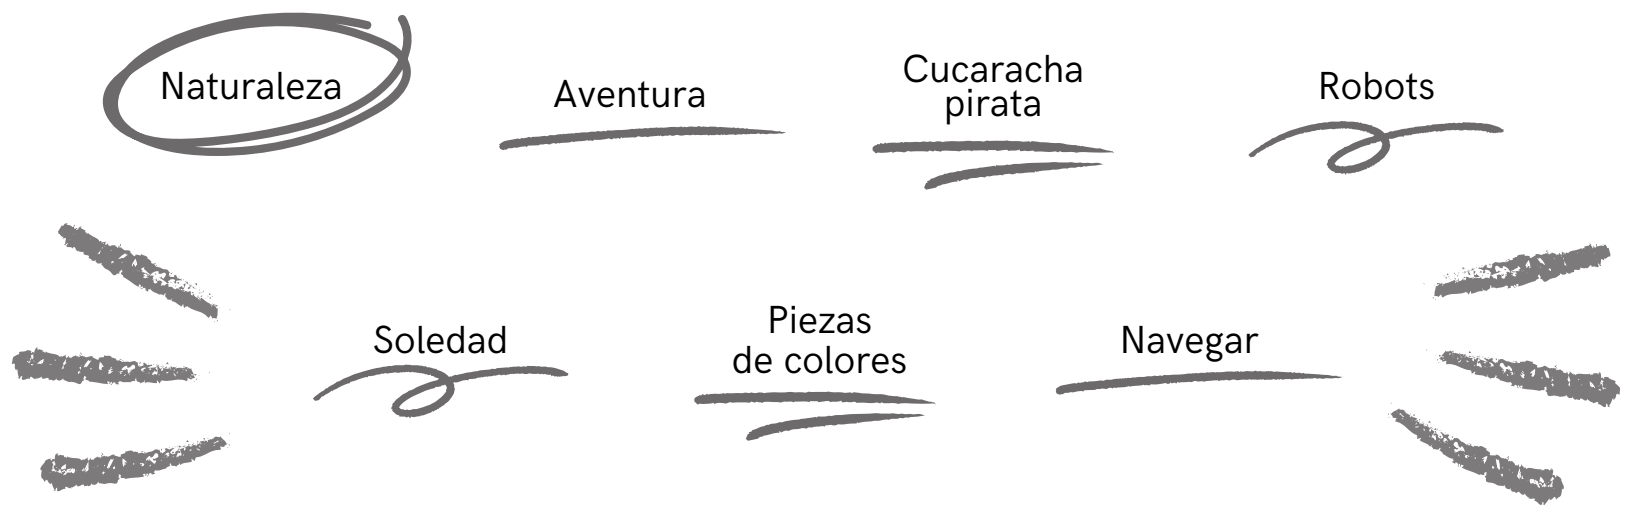 Naturaleza
Aventura
Cucaracha
pirata
Robots
Soledad
Piezas
de colores
Navegar